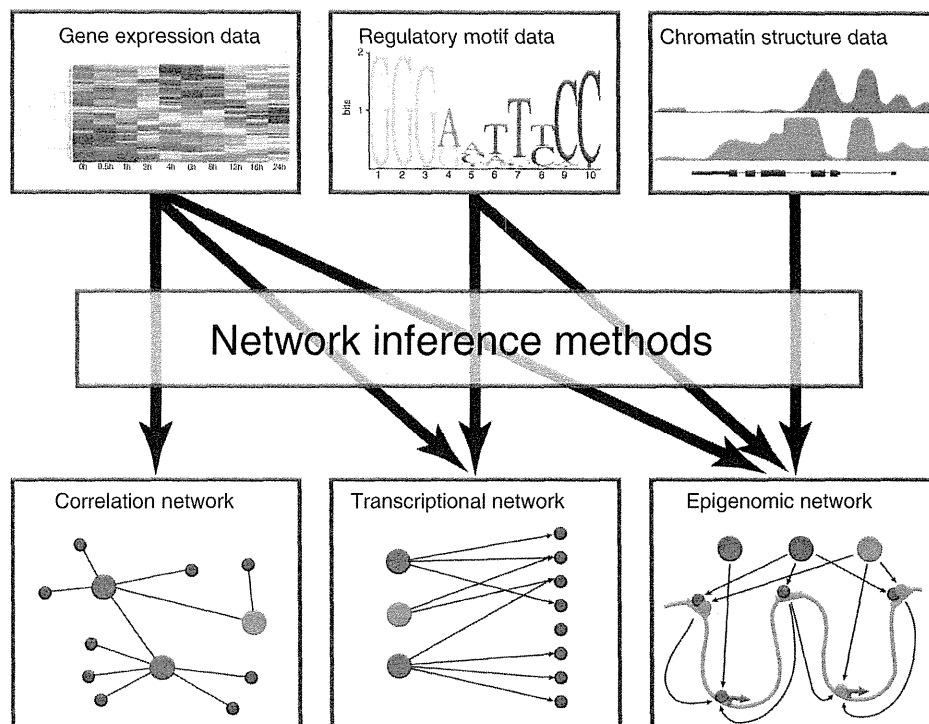 Gene expression data
0h 0.5h 1h 2h 4h 6h 8h 12h 16h 24h
Regulatory motif data
2
bits
1
1 2 3 4 5 6 7 8 9 10
Chromatin structure data
Network inference methods
Correlation network
Transcriptional network
Epigenomic network